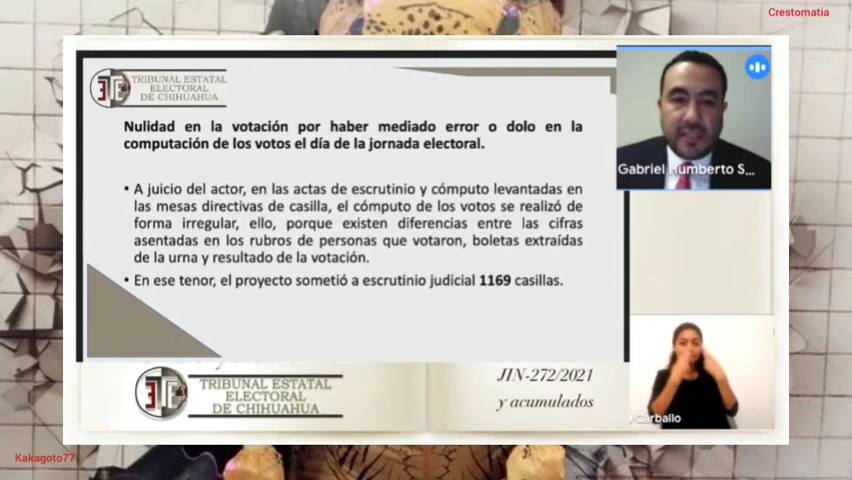 Crestomatia
TRIBUNAL ESTATAL
ELECTORAL
DE CHIHUAHUA
Nulidad en la votación por haber mediado error o dolo en la
computación de los votos el día de la jornada electoral.
• A juicio del actor, en las actas de escrutinio y cómputo levantadas en
las mesas directivas de casilla, el cómputo de los votos se realizó de
forma irregular, ello, porque existen diferencias entre las cifras
asentadas en los rubros de personas que votaron, boletas extraídas
de la urna y resultado de la votación.
• En ese tenor, el proyecto sometió a escrutinio judicial 1169 casillas.
Gabriel Humberto S...
TRIBUNAL ESTATAL
ELECTORAL
DE CHIHUAHUA
JIN-272/2021
y acumulados
Carballo
Kakagoto77